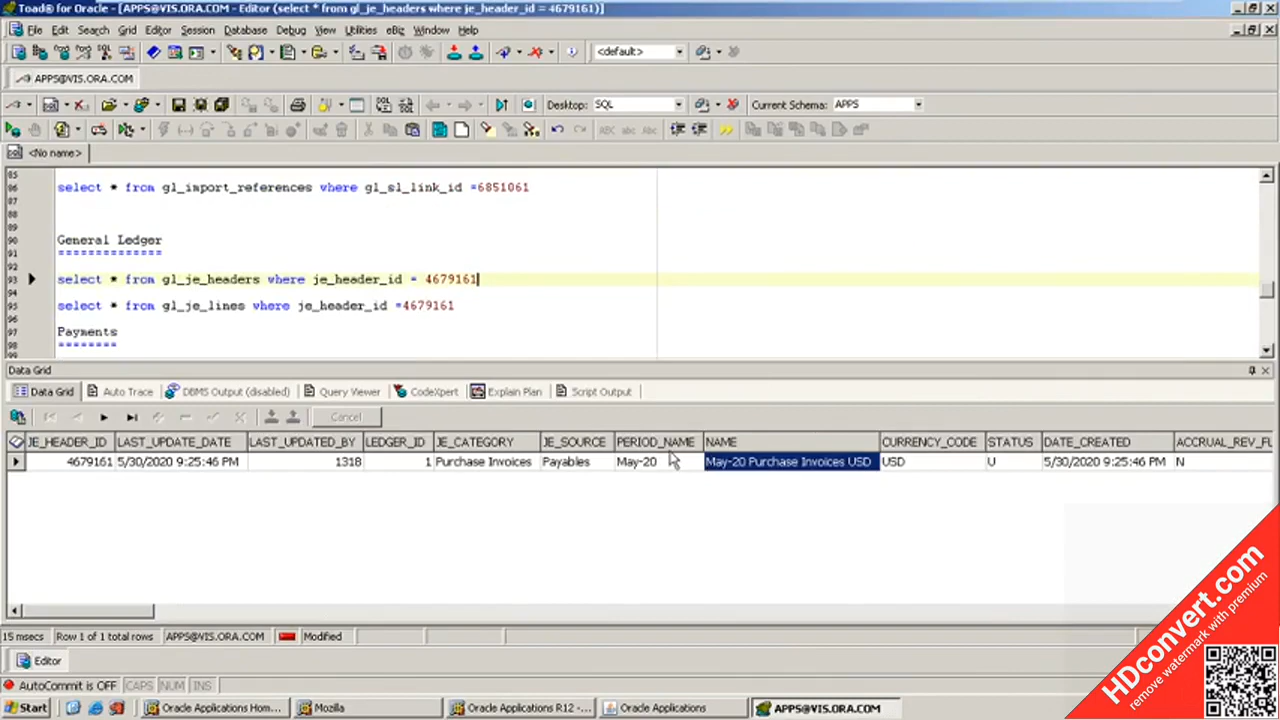 Toad® for Oracle - [APPS@VIS.ORA.COM - Editor (select * from gl_je_headers where je_header_id = 4679161)]
File Edit Search Grid Editor Session Database Debug View Utilities eBiz Window Help
<default>
APPS@VIS.ORA.COM
Desktop: SQL Current Schema: APPS
<No name>
85
86 select * from gl_import_references where gl_sl_link_id =6851061
87
88
89
90 General Ledger
91 ==============
92
93 select * from gl_je_headers where je_header_id = 4679161
94
95 select * from gl_je_lines where je_header_id =4679161
96
97 Payments
98 ========
99
Data Grid
Data Grid Auto Trace DBMS Output (disabled) Query Viewer CodeXpert Explain Plan Script Output
Cancel
JE_HEADER_ID LAST_UPDATE_DATE LAST_UPDATED_BY LEDGER_ID JE_CATEGORY JE_SOURCE PERIOD_NAME NAME CURRENCY_CODE STATUS DATE_CREATED ACCRUAL_REV_FL
4679161 5/30/2020 9:25:46 PM 1318 1 Purchase Invoices Payables May-20 May-20 Purchase Invoices USD USD U 5/30/2020 9:25:46 PM N
15 msecs Row 1 of 1 total rows APPS@VIS.ORA.COM Modified
Editor
AutoCommit is OFF CAPS NUM INS
Start Oracle Applications Hom... Mozilla Oracle Applications R12 -... Oracle Applications APPS@VIS.ORA.COM
HDconvert.com
remove watermark with premium